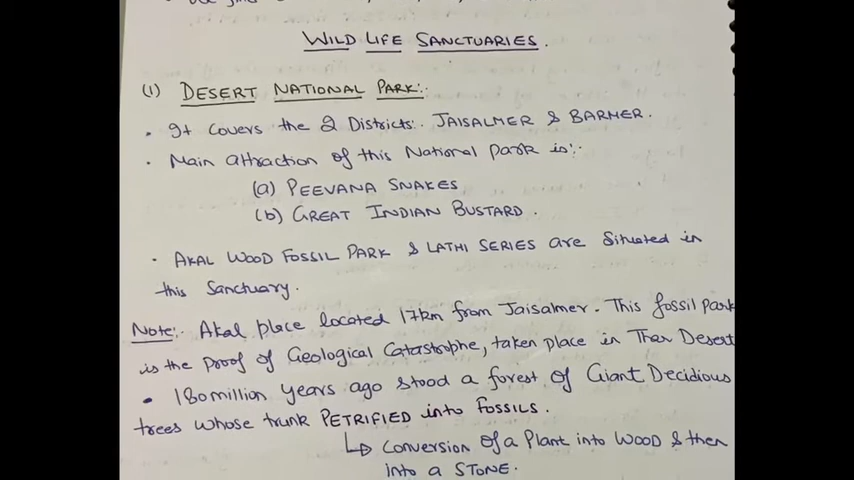 WILD LIFE SANCTUARIES.
(1) DESERT NATIONAL PARK:.
• It covers the 2 Districts:. JAISALMER & BARMER.
• Main attraction of this National park is:.
(a) PEEVANA SNAKES
(b) GREAT INDIAN BUSTARD.
• AKAL WOOD FOSSIL PARK & LATHI SERIES are situated in
this Sanctuary.
Note:. Akal place located 17km from Jaisalmer. This fossil park
is the proof of Geological Catastrophe, taken place in Thar Desert
• 180 million years ago stood a forest of Giant Decidious
trees whose trunk PETRIFIED into FOSSILS.
↳ Conversion of a Plant into WOOD & then
into a STONE.